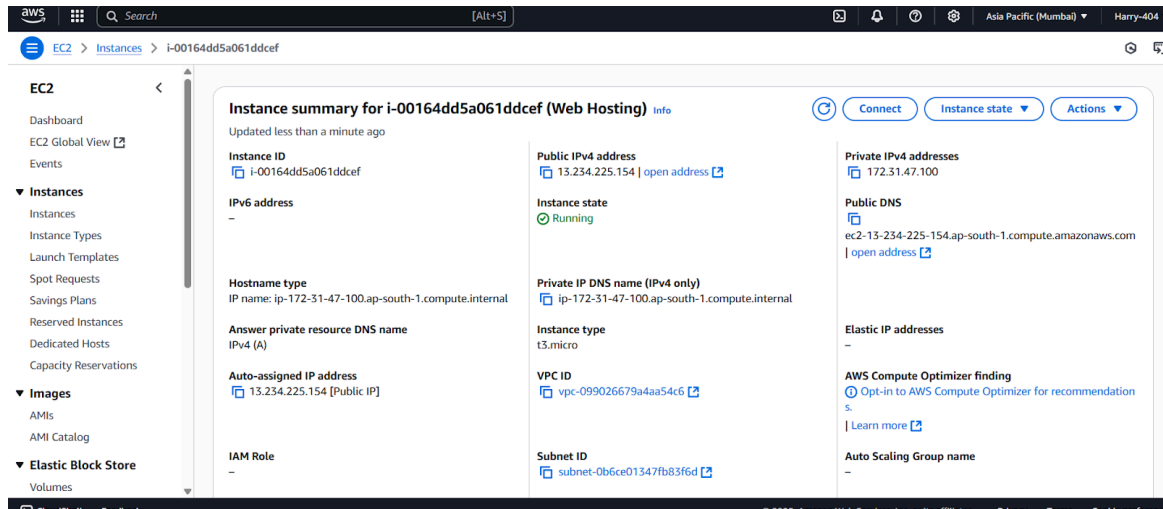 aws
Search [Alt+S] Asia Pacific (Mumbai) ▼ Harry-404
EC2 > Instances > i-00164dd5a061ddcef
EC2
Dashboard
EC2 Global View
Events
▼ Instances
Instances
Instance Types
Launch Templates
Spot Requests
Savings Plans
Reserved Instances
Dedicated Hosts
Capacity Reservations
▼ Images
AMIs
AMI Catalog
▼ Elastic Block Store
Volumes
Instance summary for i-00164dd5a061ddcef (Web Hosting) Info
Connect Instance state ▼ Actions ▼
Updated less than a minute ago
Instance ID
i-00164dd5a061ddcef
Public IPv4 address
13.234.225.154 | open address
Private IPv4 addresses
172.31.47.100
IPv6 address
–
Instance state
Running
Public DNS
ec2-13-234-225-154.ap-south-1.compute.amazonaws.com
| open address
Hostname type
IP name: ip-172-31-47-100.ap-south-1.compute.internal
Private IP DNS name (IPv4 only)
ip-172-31-47-100.ap-south-1.compute.internal
Answer private resource DNS name
IPv4 (A)
Instance type
t3.micro
Elastic IP addresses
–
Auto-assigned IP address
13.234.225.154 [Public IP]
VPC ID
vpc-099026679a4aa54c6
AWS Compute Optimizer finding
Opt-in to AWS Compute Optimizer for recommendation
s.
| Learn more
IAM Role
–
Subnet ID
subnet-0b6ce01347fb83f6d
Auto Scaling Group name
–